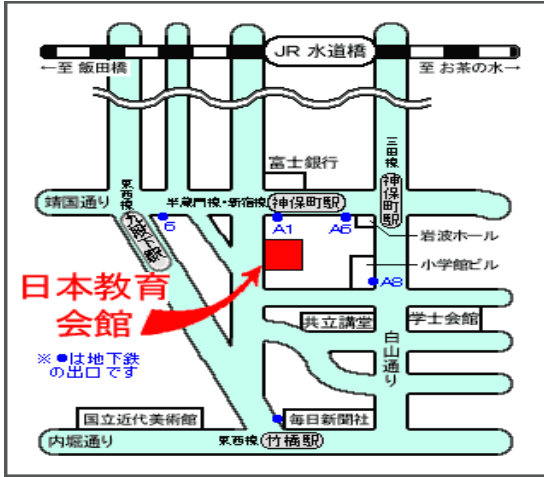 JR 水道橋
←至 飯田橋
至 お茶の水→
三田線
神保町駅
富士銀行
東西線
九段下駅
半蔵門線・新宿線
神保町駅
靖国通り
6
A1
A6
岩波ホール
小学館ビル
A8
日本教育
会館
共立講堂
学士会館
白山通り
※ ●は地下鉄
の出口です
国立近代美術館
毎日新聞社
内堀通り
東西線
竹橋駅